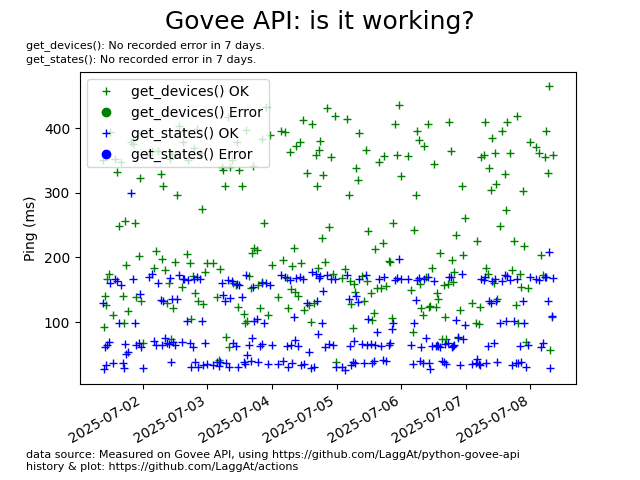 Govee API: is it working?
get_devices(): No recorded error in 7 days.
get_states(): No recorded error in 7 days.
get_devices() OK
get_devices() Error
get_states() OK
get_states() Error
Ping (ms)
400
300
200
100
2025-07-02
2025-07-03
2025-07-04
2025-07-05
2025-07-06
2025-07-07
2025-07-08
data source: Measured on Govee API, using https://github.com/LaggAt/python-govee-api
history & plot: https://github.com/LaggAt/actions